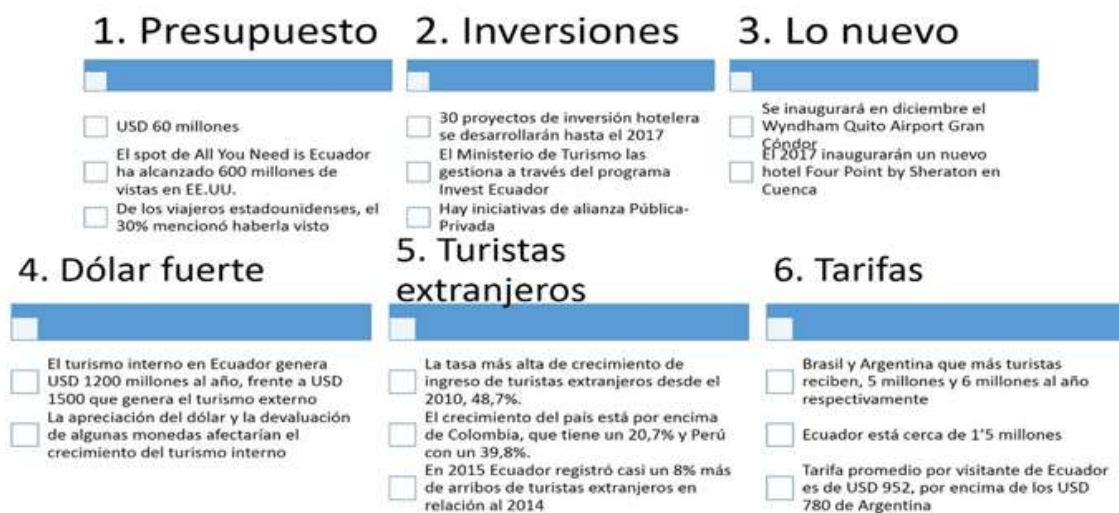 1. Presupuesto
USD 60 millones
El spot de All You Need is Ecuador
ha alcanzado 600 millones de
vistas en EE.UU.
De los viajeros estadounidenses, el
30% mencionó haberla visto
2. Inversiones
30 proyectos de inversión hotelera
se desarrollarán hasta el 2017
El Ministerio de Turismo las
gestiona a través del programa
Invest Ecuador
Hay iniciativas de alianza Pública-
Privada
3. Lo nuevo
Se inaugurará en diciembre el
Wyndham Quito Airport Gran
Cóndor
El 2017 inaugurarán un nuevo
hotel Four Point by Sheraton en
Cuenca
4. Dólar fuerte
El turismo interno en Ecuador genera
USD 1200 millones al año, frente a USD
1500 que genera el turismo externo
La apreciación del dólar y la devaluación
de algunas monedas afectarían el
crecimiento del turismo interno
5. Turistas
extranjeros
La tasa más alta de crecimiento de
ingreso de turistas extranjeros desde el
2010, 48,7%.
El crecimiento del país está por encima
de Colombia, que tiene un 20,7% y Perú
con un 39,8%.
En 2015 Ecuador registró casi un 8% más
de arribos de turistas extranjeros en
relación al 2014
6. Tarifas
Brasil y Argentina que más turistas
reciben, 5 millones y 6 millones al año
respectivamente
Ecuador está cerca de 1'5 millones
Tarifa promedio por visitante de Ecuador
es de USD 952, por encima de los USD
780 de Argentina